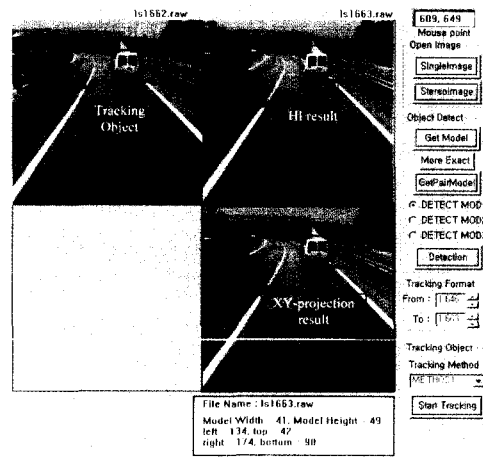 ls1662.raw
ls1663.raw
Tracking
Object
HI result
XY-projection
result
File Name : ls1663.raw
Model Width 41, Model Height 49
left 134, top 42
right 174, bottom 90
609, 649
Mouse point
Open Image
SingleImage
StereoImage
Object Detect
Get Model
More Exact
GetPairModel
DETECT MOD
DETECT MOD
DETECT MOD
Detection
Tracking Format
From :
To :
Tracking Object
Tracking Method
METHOD1
Start Tracking